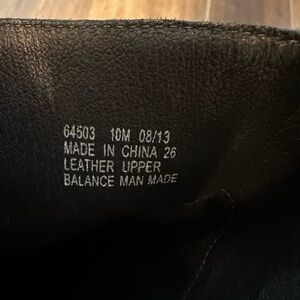 64503 10M 08/13
MADE IN CHINA 26
LEATHER UPPER
BALANCE MAN MADE